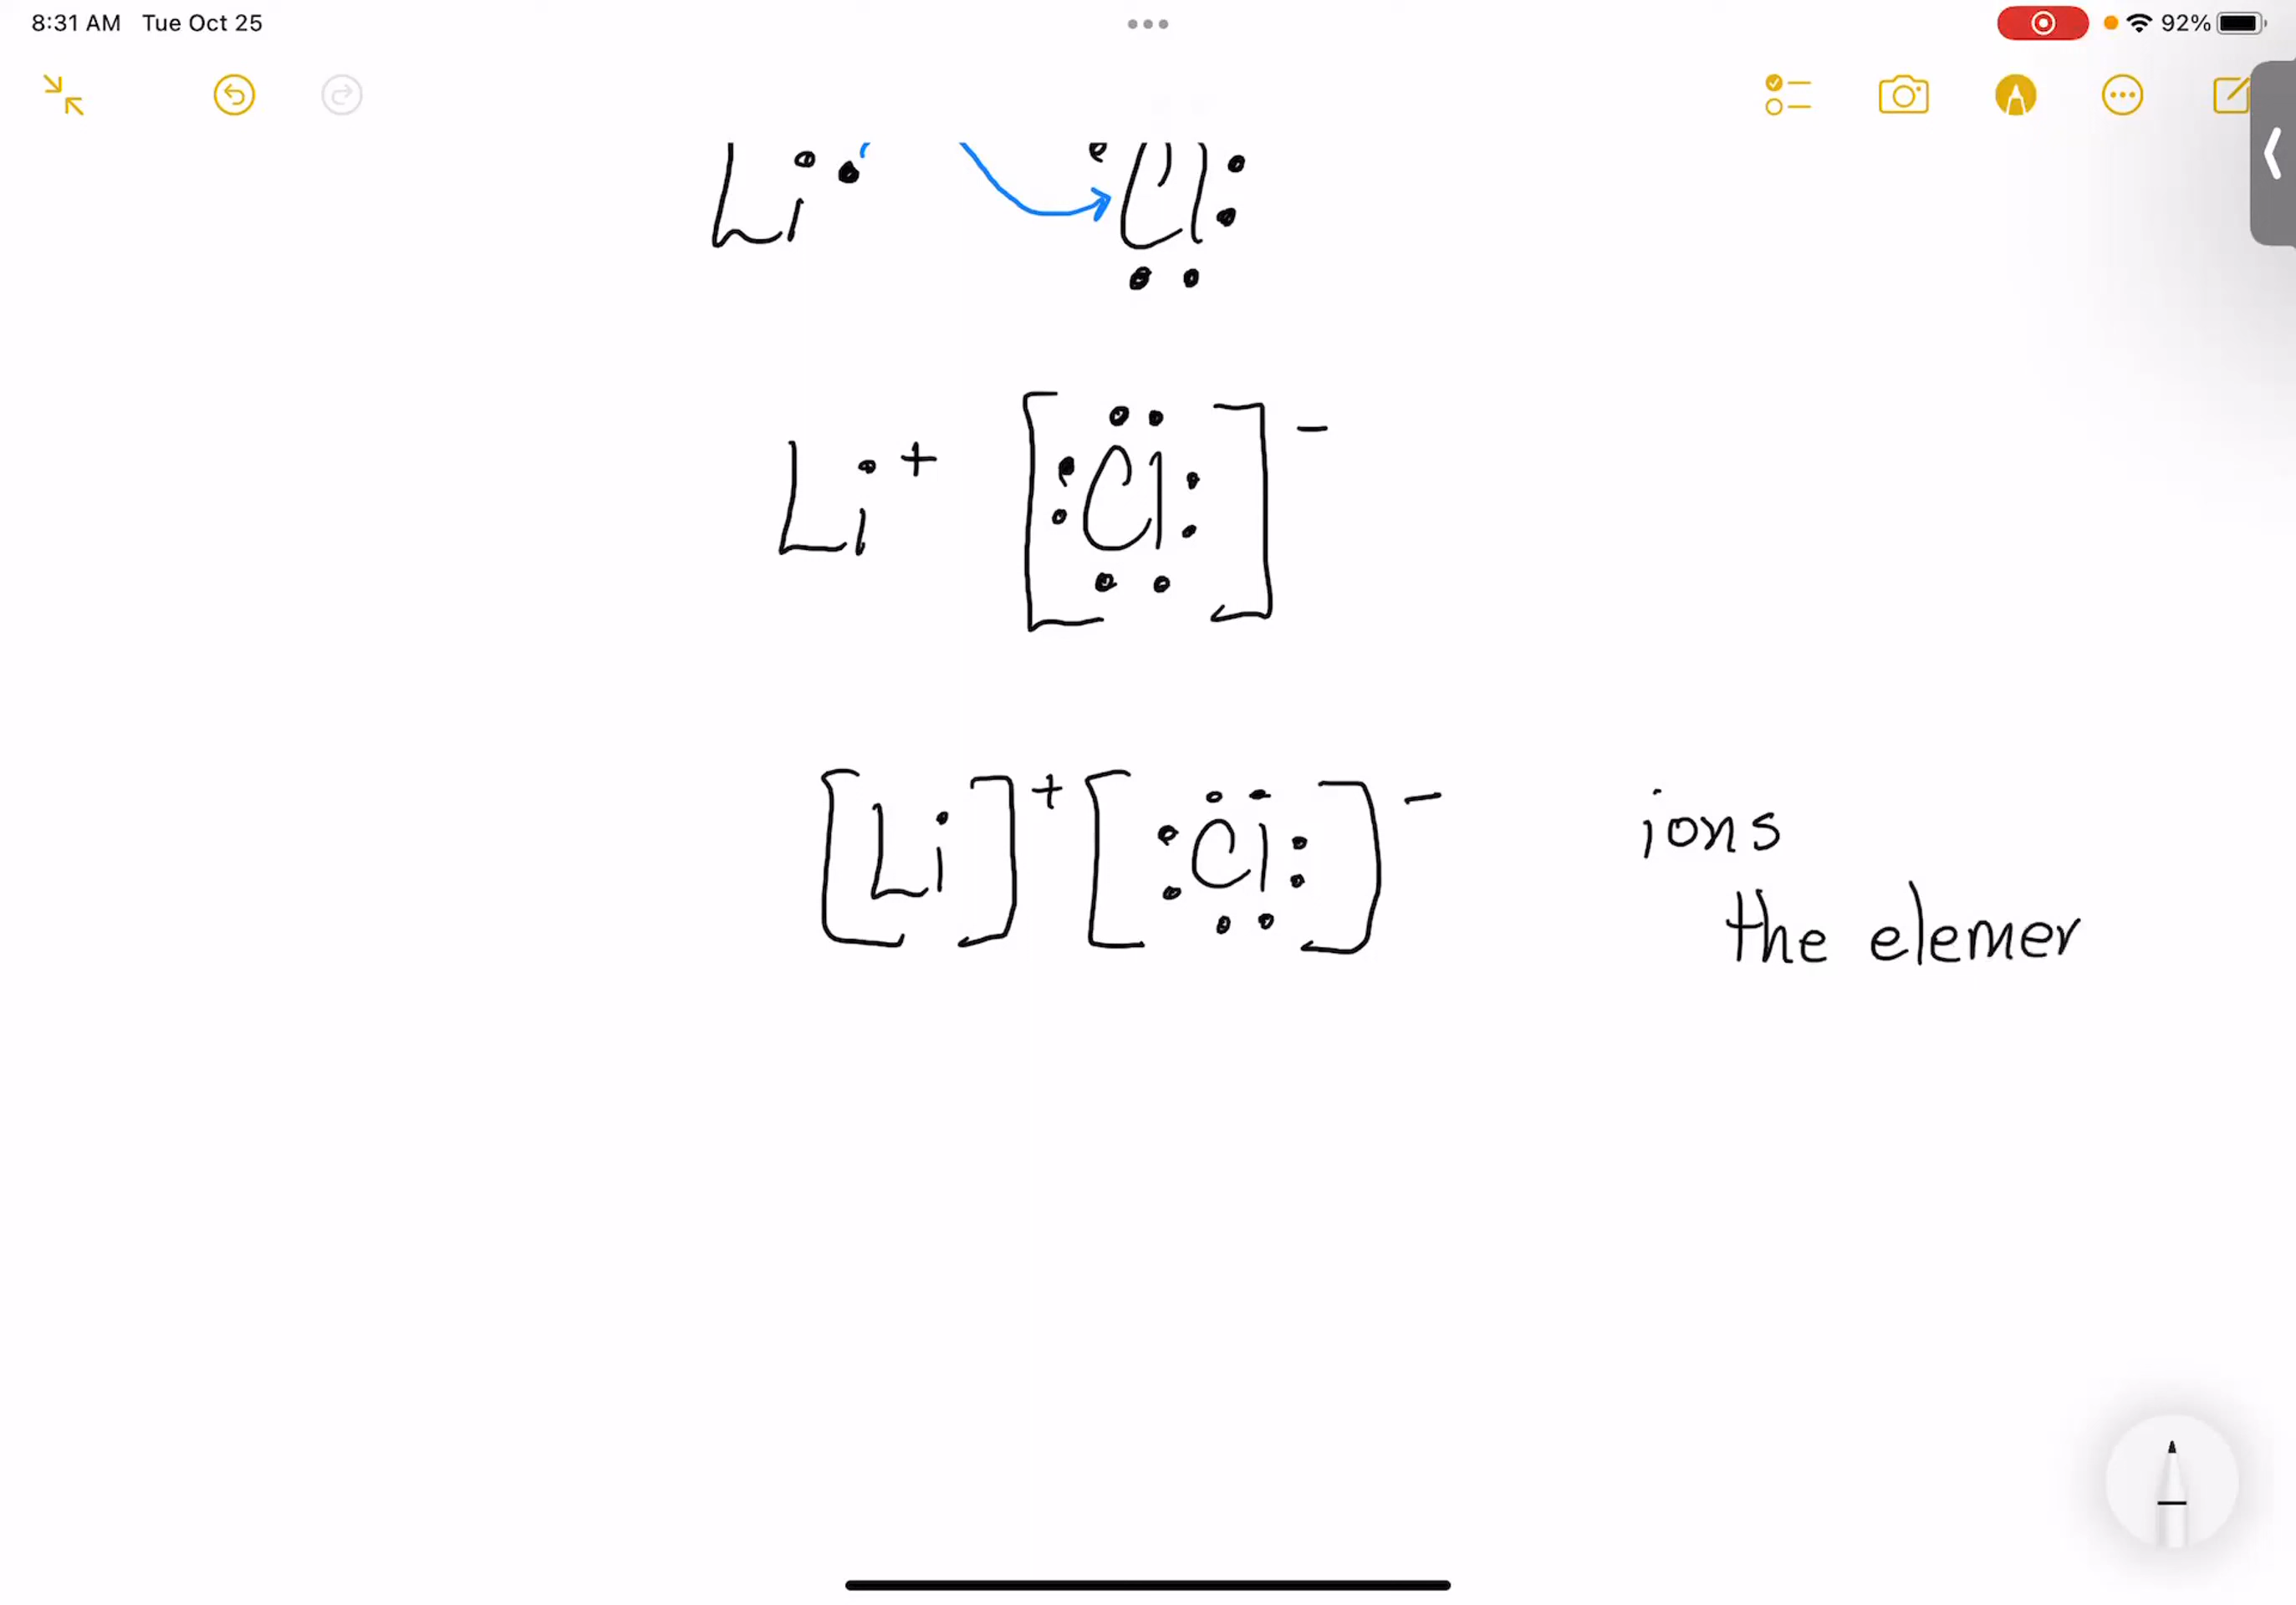 8:31 AM Tue Oct 25
92%
Li Cl
Li + [Cl] −
[Li] + [Cl] −
ions
the elemer